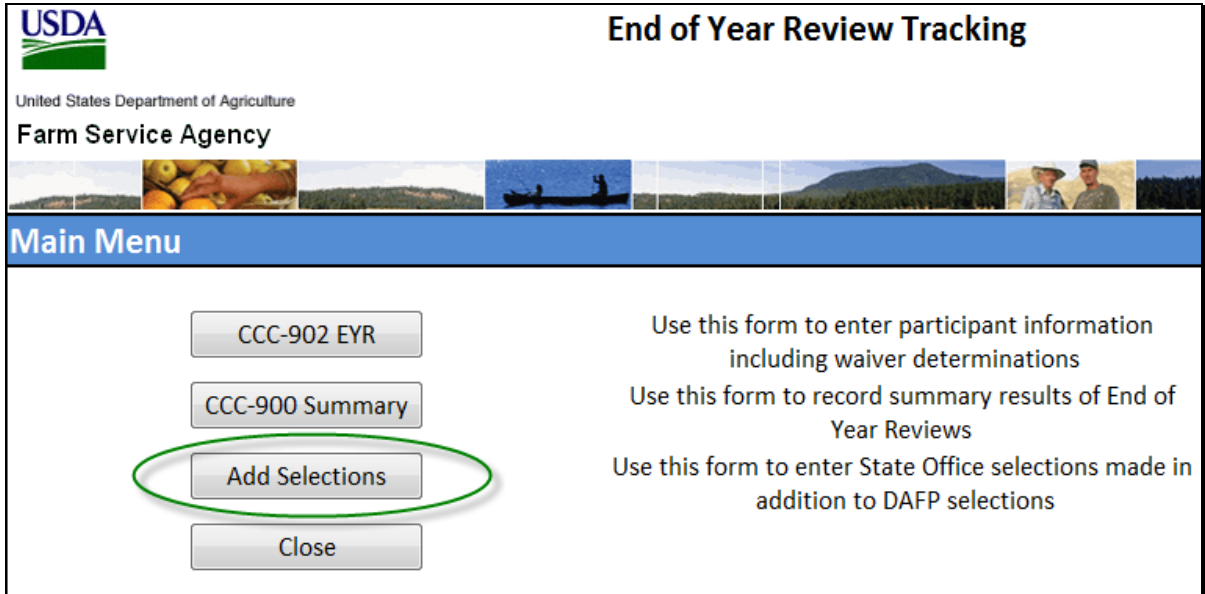 USDA
End of Year Review Tracking
United States Department of Agriculture
Farm Service Agency
Main Menu
CCC-902 EYR
Use this form to enter participant information
including waiver determinations
CCC-900 Summary
Use this form to record summary results of End of
Year Reviews
Add Selections
Use this form to enter State Office selections made in
addition to DAFP selections
Close